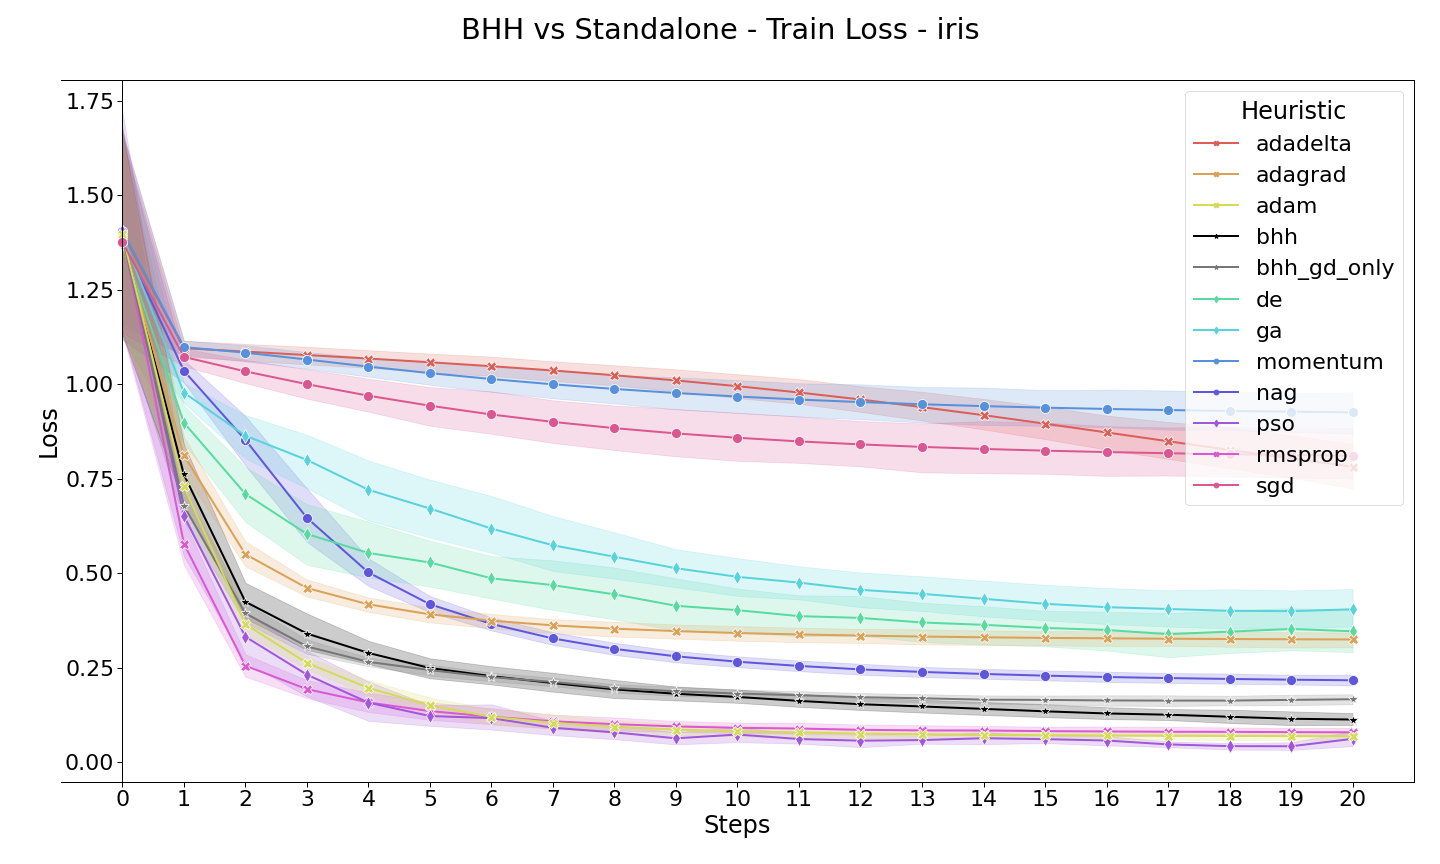 BHH vs Standalone - Train Loss - iris
1.75
1.50
1.25
1.00
0.75
0.50
0.25
0.00
Loss
0 1 2 3 4 5 6 7 8 9 10 11 12 13 14 15 16 17 18 19 20
Steps
Heuristic
adadelta
adagrad
adam
bhh
bhh_gd_only
de
ga
momentum
nag
pso
rmsprop
sgd